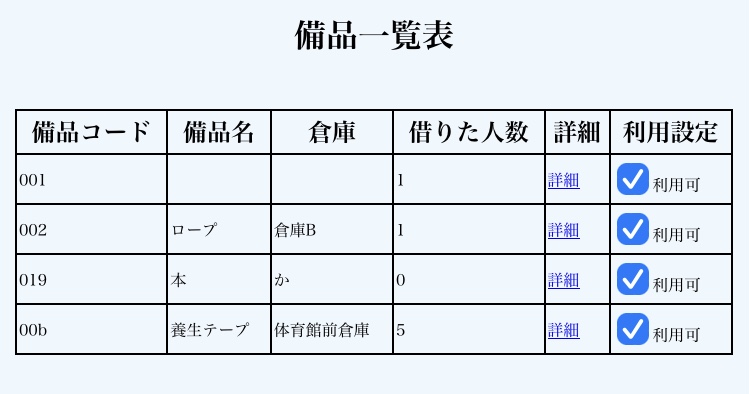 備品一覧表
備品コード 備品名 倉庫 借りた人数 詳細 利用設定
001 1 詳細 利用可
002 ロープ 倉庫B 1 詳細 利用可
019 本 か 0 詳細 利用可
00b 養生テープ 体育館前倉庫 5 詳細 利用可